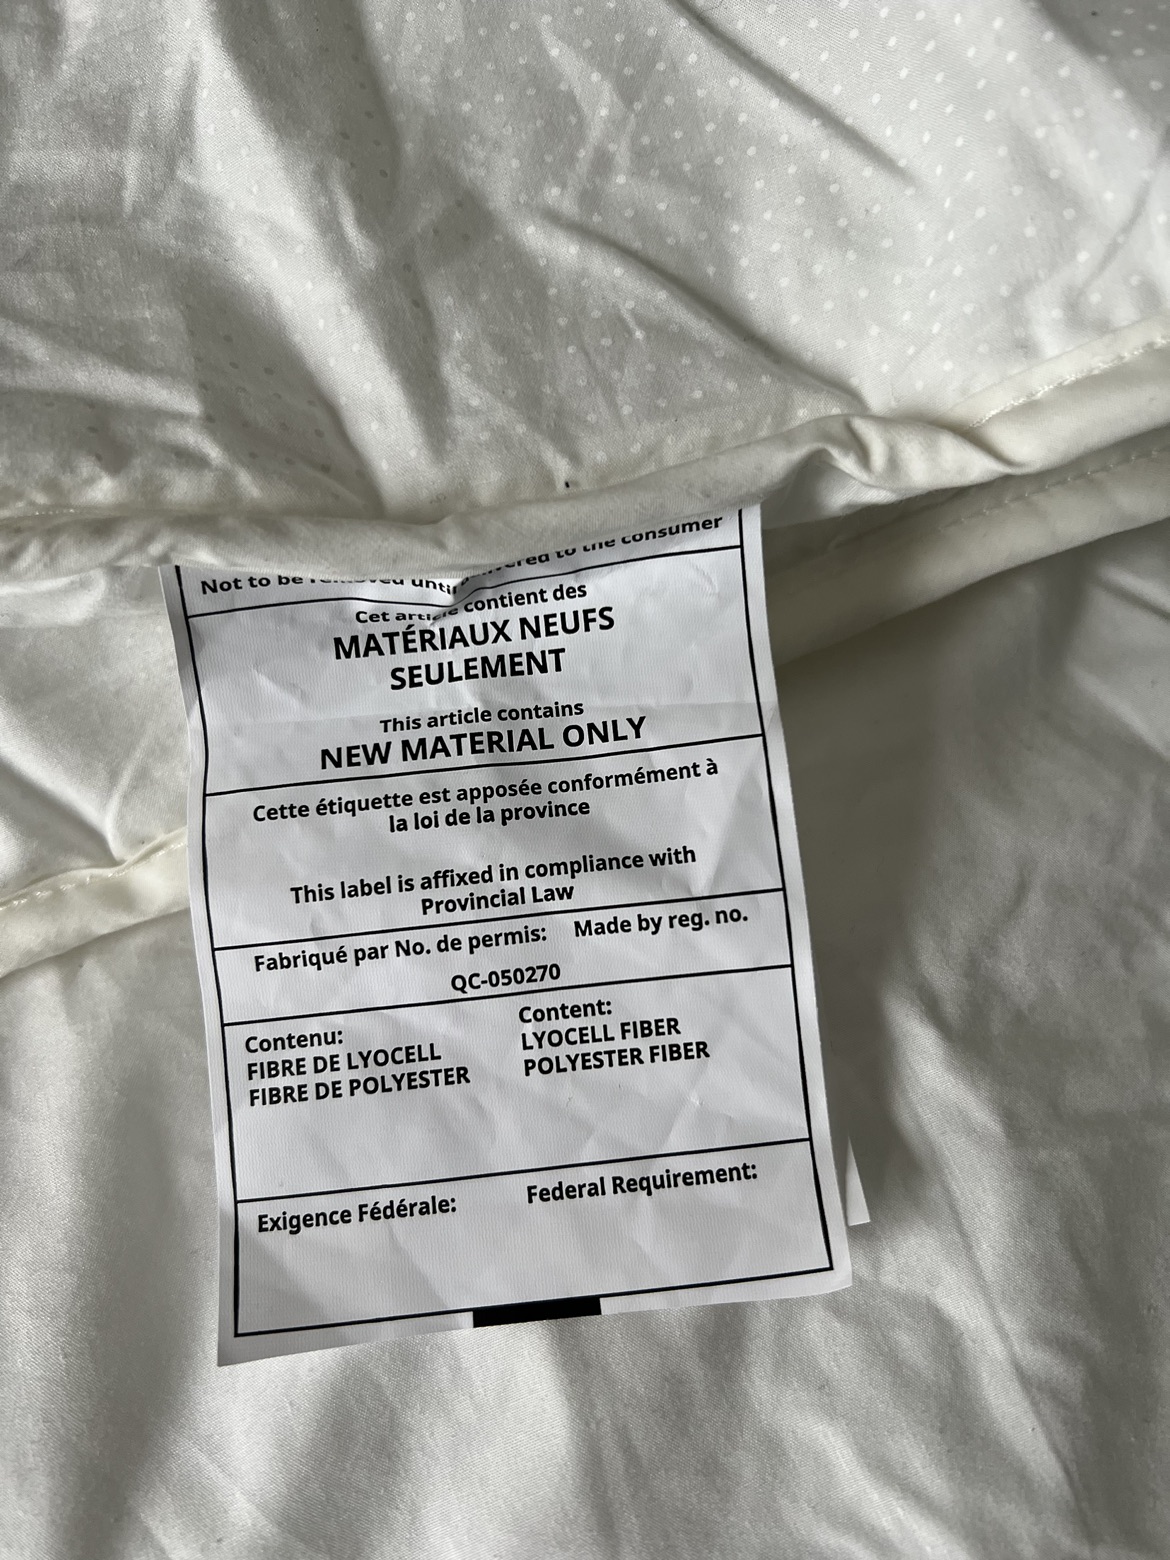 Not to be removed until delivered to the consumer
Cet article contient des
MATÉRIAUX NEUFS
SEULEMENT
This article contains
NEW MATERIAL ONLY
Cette étiquette est apposée conformément à
la loi de la province
This label is affixed in compliance with
Provincial Law
Fabriqué par No. de permis: Made by reg. no.
QC-050270
Contenu:
FIBRE DE LYOCELL
FIBRE DE POLYESTER
Content:
LYOCELL FIBER
POLYESTER FIBER
Exigence Fédérale:
Federal Requirement: